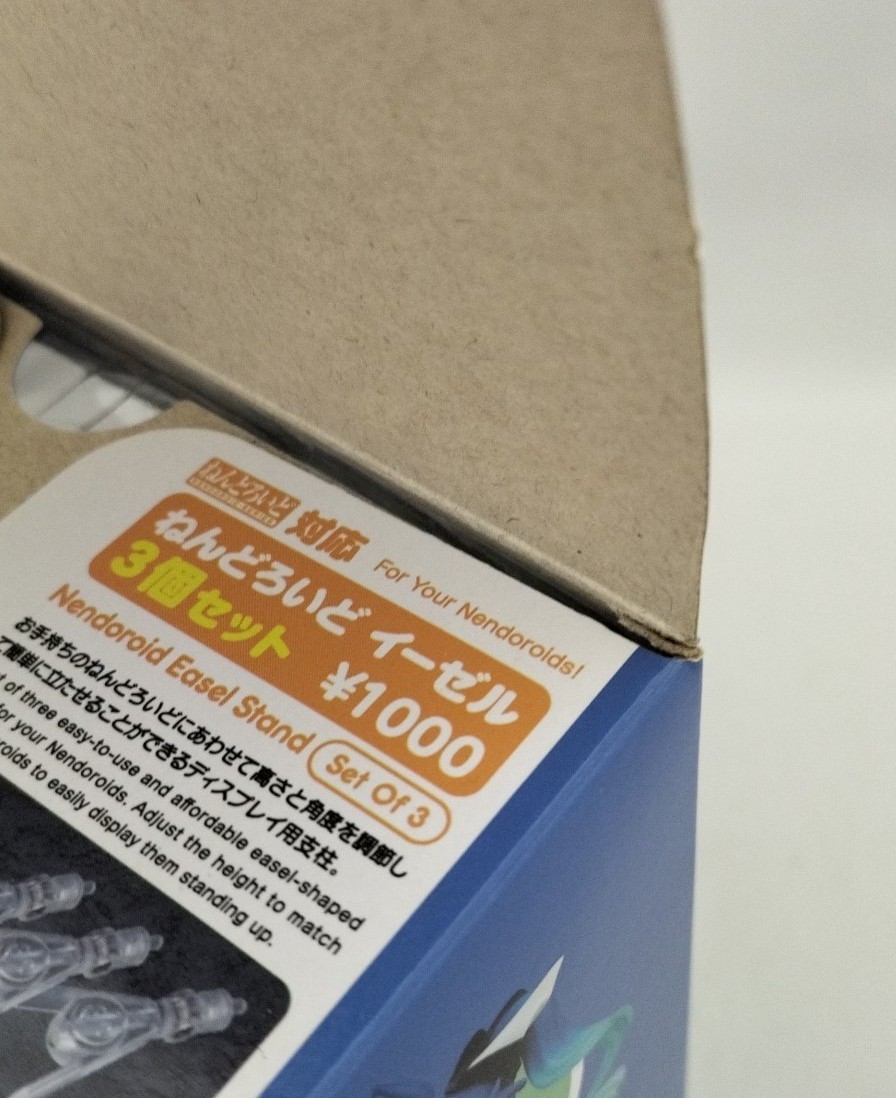 ねんどろいど 対応 For Your Nendoroids!
ねんどろいど イーゼル
3個セット ¥1000
Nendoroid Easel Stand Set Of 3
お手持ちのねんどろいどにあわせて高さと角度を調節し
て簡単に立たせることができるディスプレイ用支柱。
t of three easy-to-use and affordable easel-shaped
for your Nendoroids. Adjust the height to match
roids to easily display them standing up.